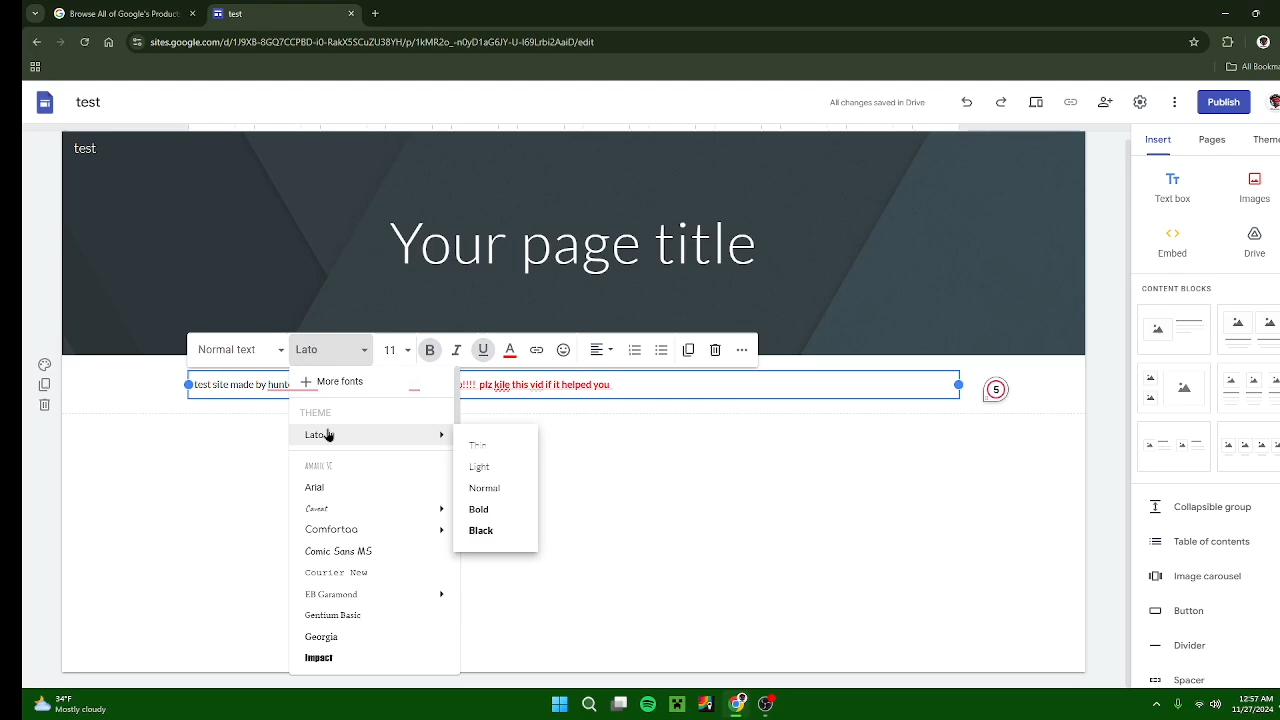 Browse All of Google's Product
test
sites.google.com/d/1J9XB-8GQ7CCPBD-i0-RakX5SCuZU38YH/p/1kMR2o_-n0yD1aG6JY-U-I69Lrbi2AaiD/edit
All Bookma
test
All changes saved in Drive
Publish
test
Insert
Pages
Theme
Your page title
Text box
Images
Embed
Drive
CONTENT BLOCKS
Normal text
Lato
11
B
I
U
A
More fonts
test site made by hunt
!!!! plz kile this vid if it helped you
5
THEME
Lato
Thin
Light
Normal
Bold
Black
AMATIC SC
Arial
Caveat
Comfortaa
Comic Sans MS
Courier New
EB Garamond
Gentium Basic
Georgia
Impact
Collapsible group
Table of contents
Image carousel
Button
Divider
Spacer
34°F
Mostly cloudy
12:57 AM
11/27/2024